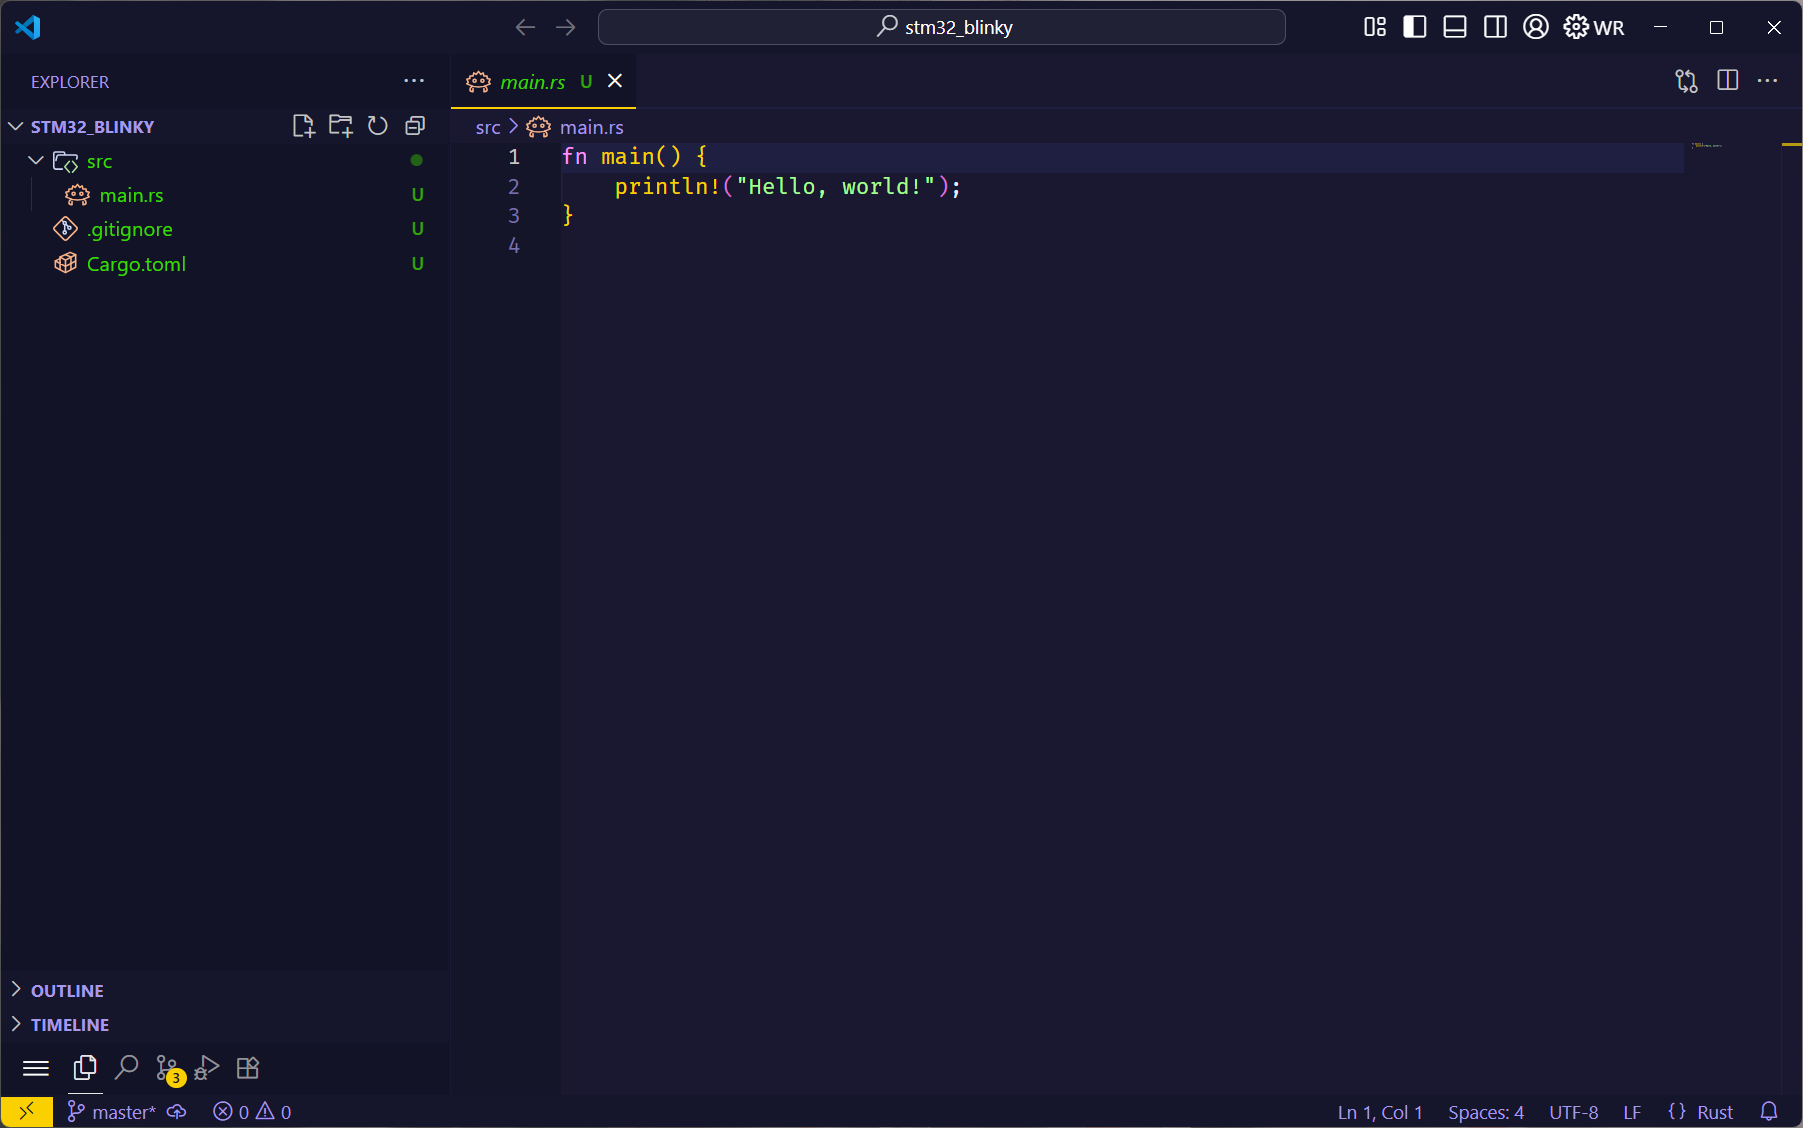 stm32_blinky
WR
EXPLORER
main.rs U
STM32_BLINKY
src > main.rs
src
main.rs U
.gitignore U
Cargo.toml U
1 fn main() {
2     println!("Hello, world!");
3 }
4
OUTLINE
TIMELINE
3
master* 0 0 Ln 1, Col 1 Spaces: 4 UTF-8 LF {} Rust